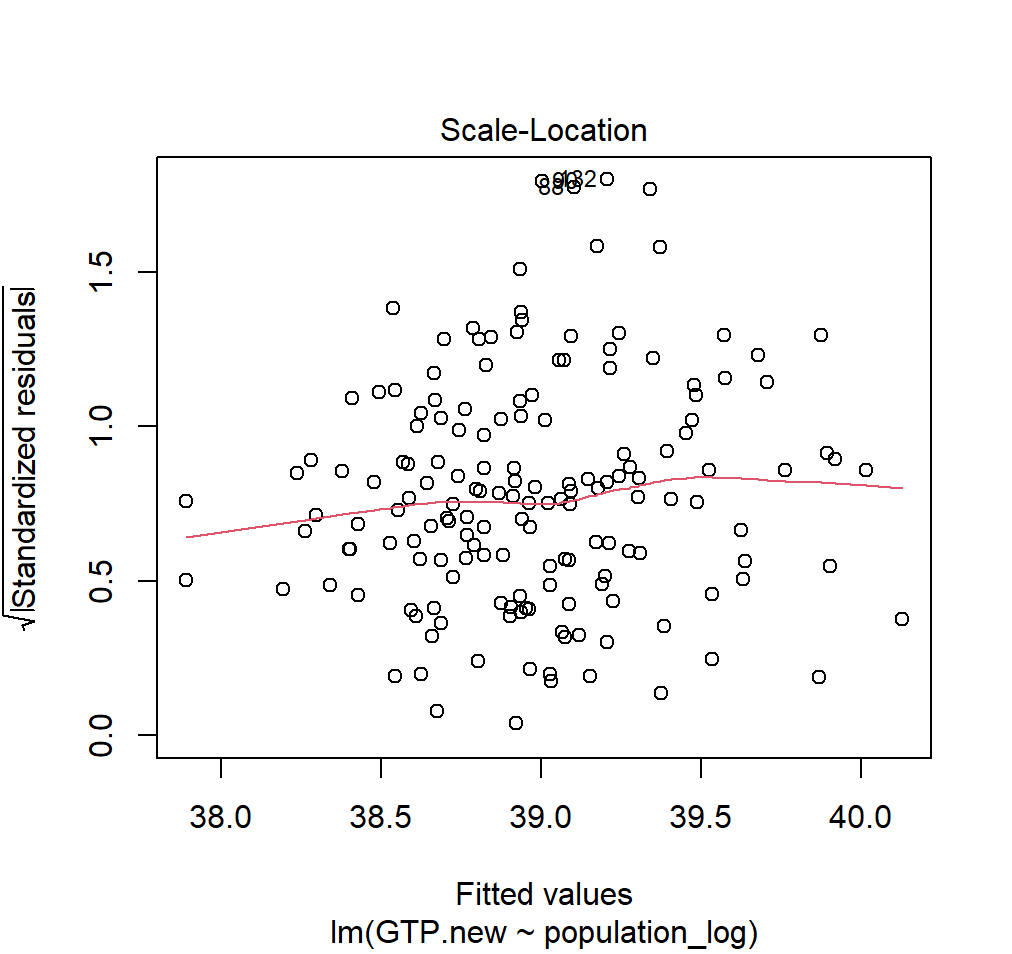 Scale-Location
132
√|Standardized residuals|
1.5
1.0
0.5
0.0
38.0 38.5 39.0 39.5 40.0
Fitted values
lm(GTP.new ~ population_log)